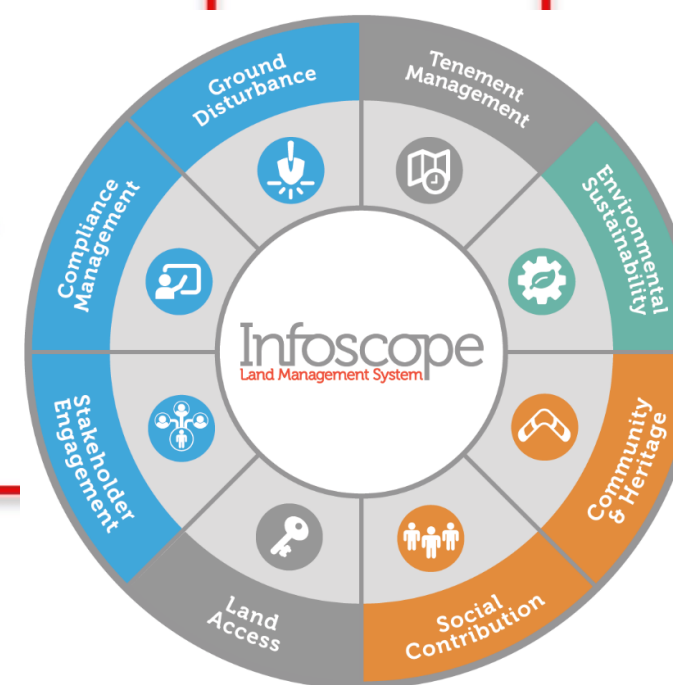 Ground
Disturbance
Tenement
Management
Environmental
Sustainability
Community
& Heritage
Social
Contribution
Land
Access
Stakeholder
Engagement
Compliance
Management
Infoscope
Land Management System